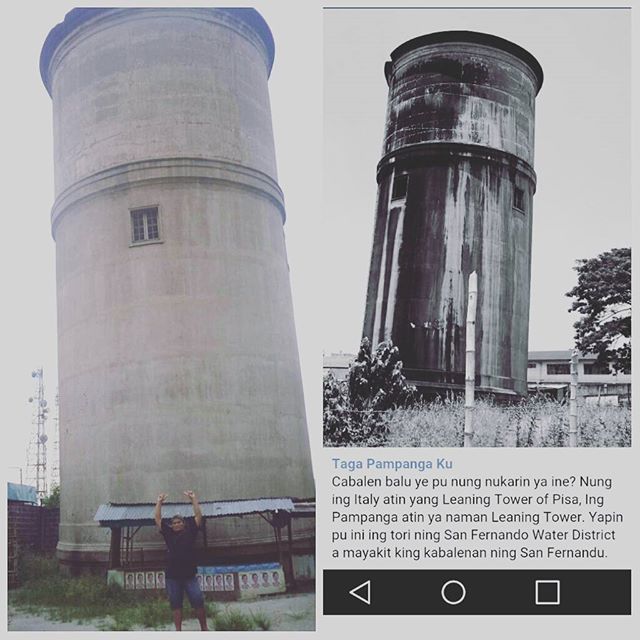 Taga Pampanga Ku
Cabalen balu ye pu nung nukarin ya ine? Nung
ing Italy atin yang Leaning Tower of Pisa, Ing
Pampanga atin ya naman Leaning Tower. Yapin
pu ini ing tori ning San Fernando Water District
a mayakit king kabalenan ning San Fernandu.